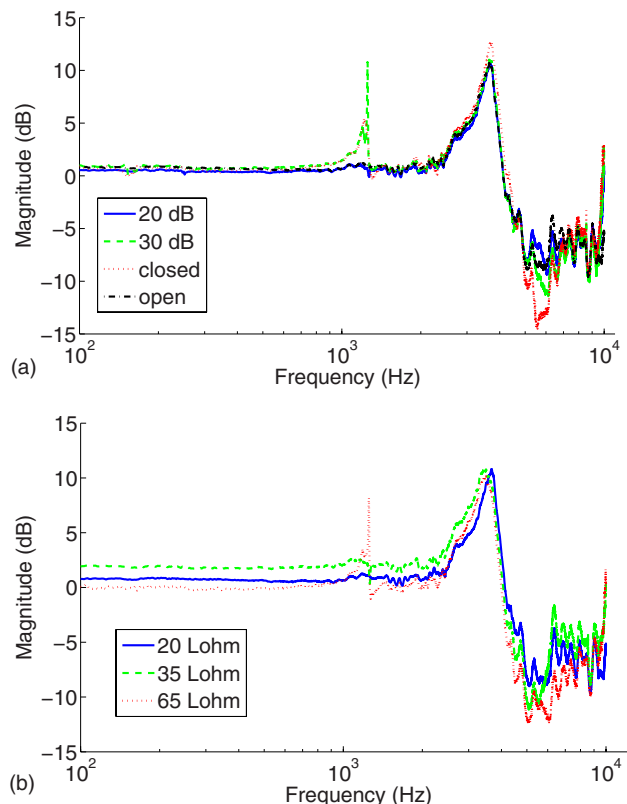 15
10
5
0
-5
-10
-15
Magnitude (dB)
20 dB
30 dB
closed
open
10^2
10^3
10^4
Frequency (Hz)
(a)
15
10
5
0
-5
-10
-15
Magnitude (dB)
20 Lohm
35 Lohm
65 Lohm
10^2
10^3
10^4
Frequency (Hz)
(b)